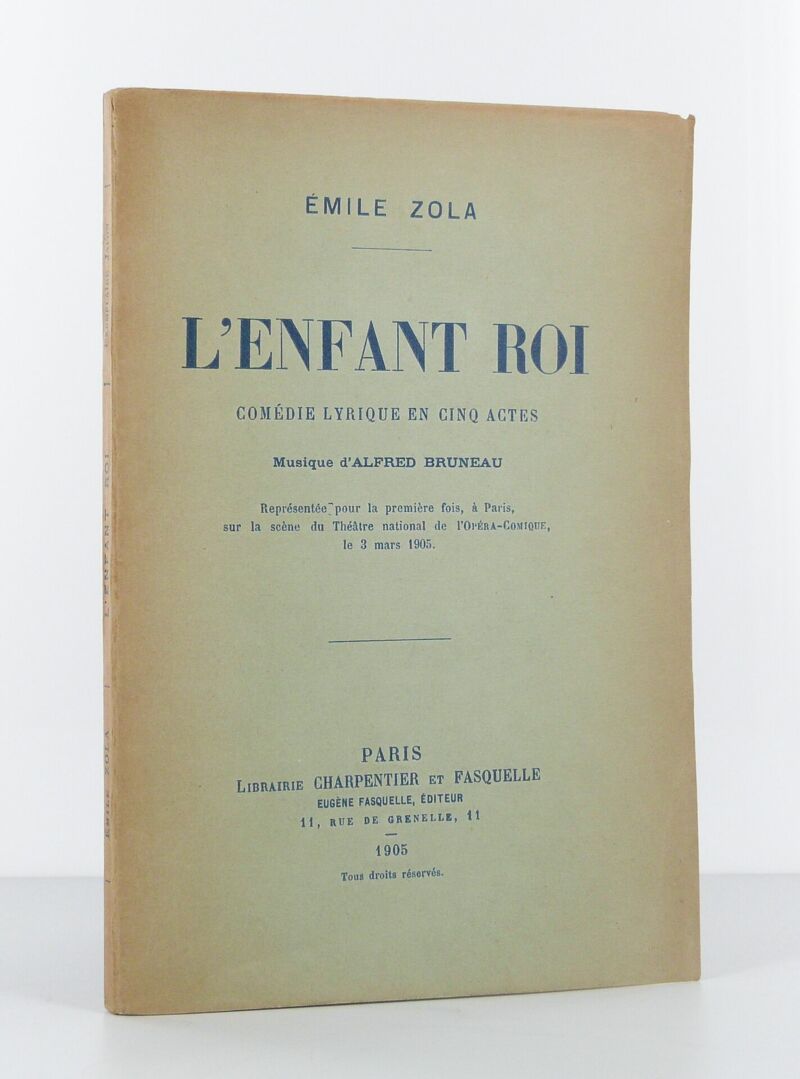 ÉMILE ZOLA
L'ENFANT ROI
COMÉDIE LYRIQUE EN CINQ ACTES
Musique d'ALFRED BRUNEAU
Représentée pour la première fois, à Paris,
sur la scène du Théâtre national de l'OPÉRA-COMIQUE,
le 3 mars 1905.
PARIS
LIBRAIRIE CHARPENTIER ET FASQUELLE
EUGÈNE FASQUELLE, ÉDITEUR
11, RUE DE GRENELLE, 11
1905
Tous droits réservés.
ÉMILE ZOLA
L'ENFANT ROI